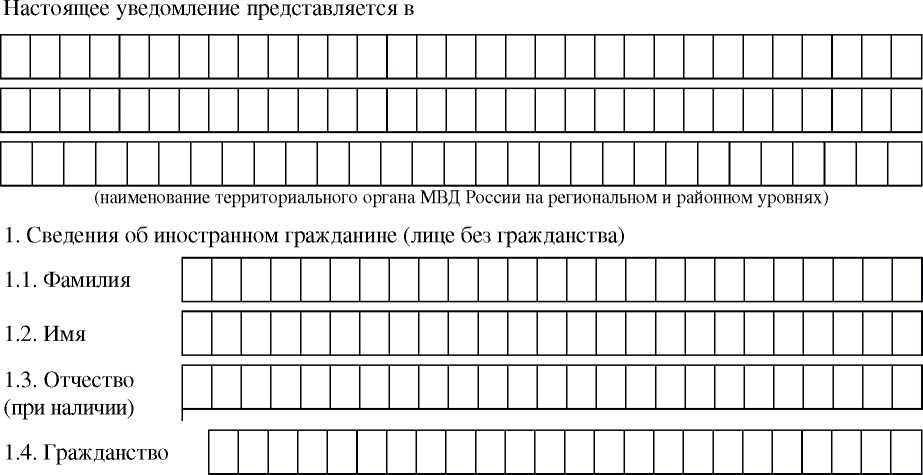 Настоящее уведомление представляется в
(наименование территориального органа МВД России на региональном и районном уровнях)
1. Сведения об иностранном гражданине (лице без гражданства)
1.1. Фамилия
1.2. Имя
1.3. Отчество
(при наличии)
1.4. Гражданство